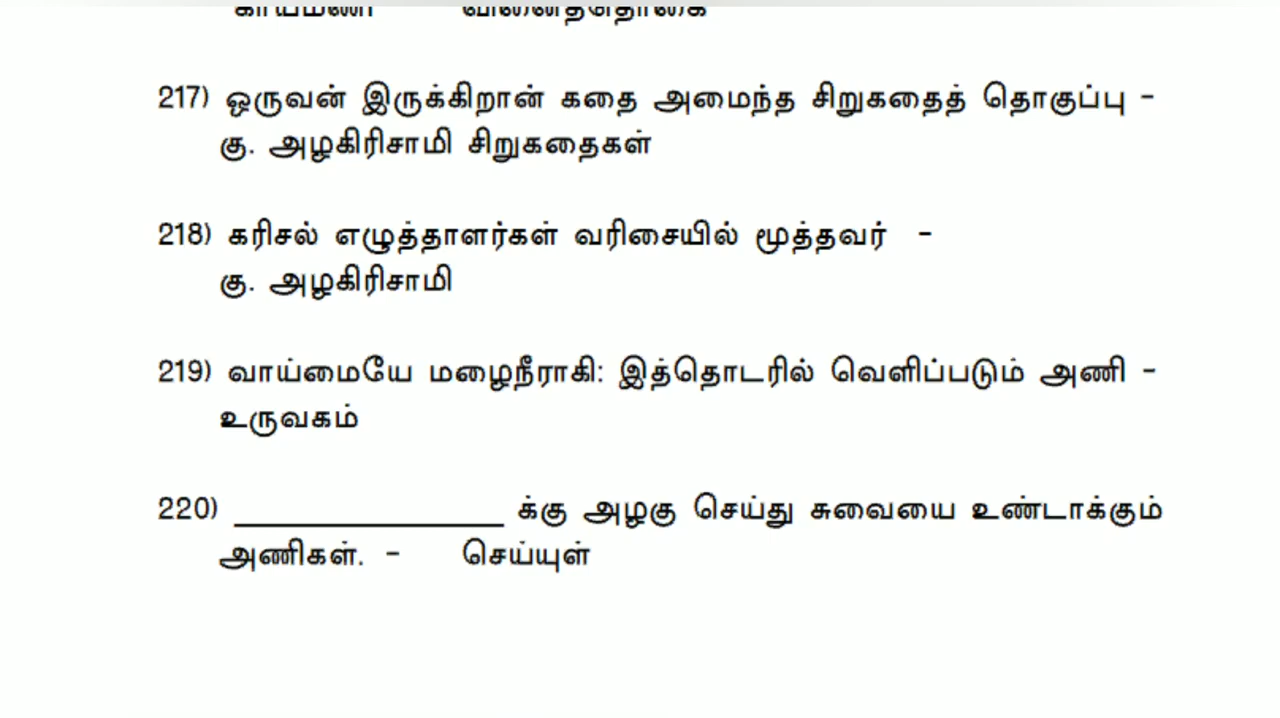 217) ஒருவன் இருக்கிறான் கதை அமைந்த சிறுகதைத் தொகுப்பு -
கு. அழகிரிசாமி சிறுகதைகள்
218) கரிசல் எழுத்தாளர்கள் வரிசையில் மூத்தவர் -
கு. அழகிரிசாமி
219) வாய்மையே மழைநீராகி: இத்தொடரில் வெளிப்படும் அணி -
உருவகம்
220) ____________________ க்கு அழகு செய்து சுவையை உண்டாக்கும்
அணிகள். - செய்யுள்